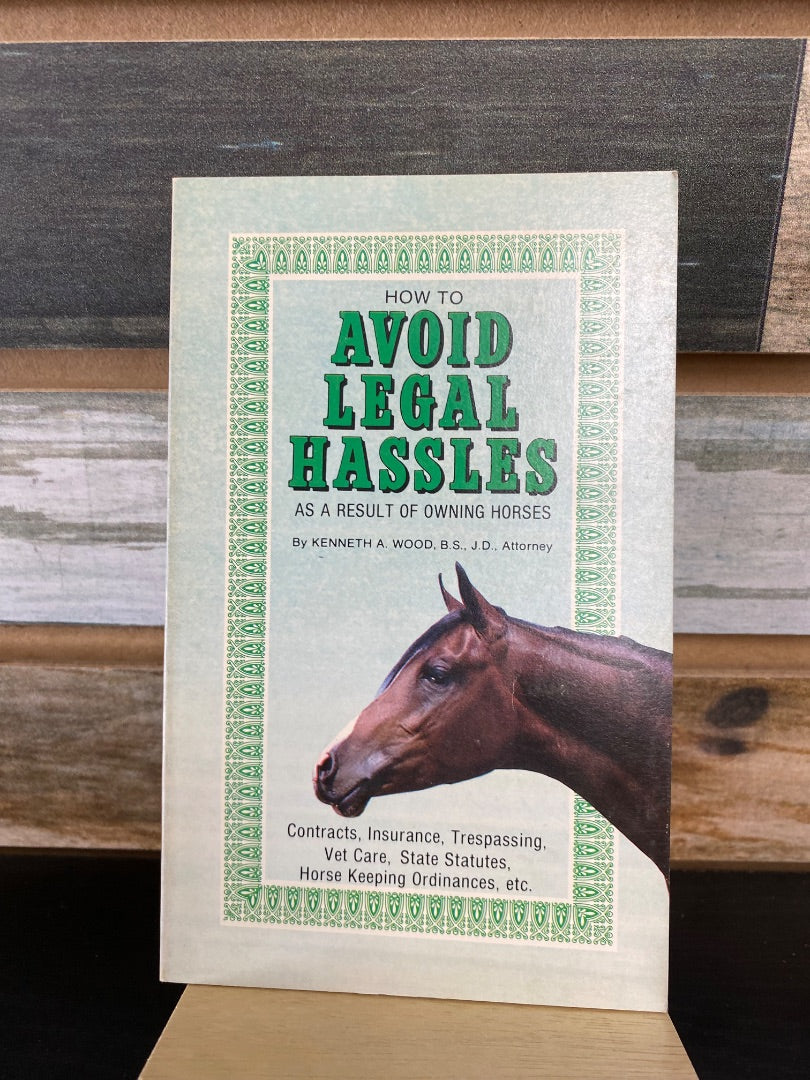 HOW TO
AVOID
LEGAL
HASSLES
AS A RESULT OF OWNING HORSES
By KENNETH A. WOOD, B.S., J.D., Attorney
Contracts, Insurance, Trespassing,
Vet Care, State Statutes,
Horse Keeping Ordinances, etc.